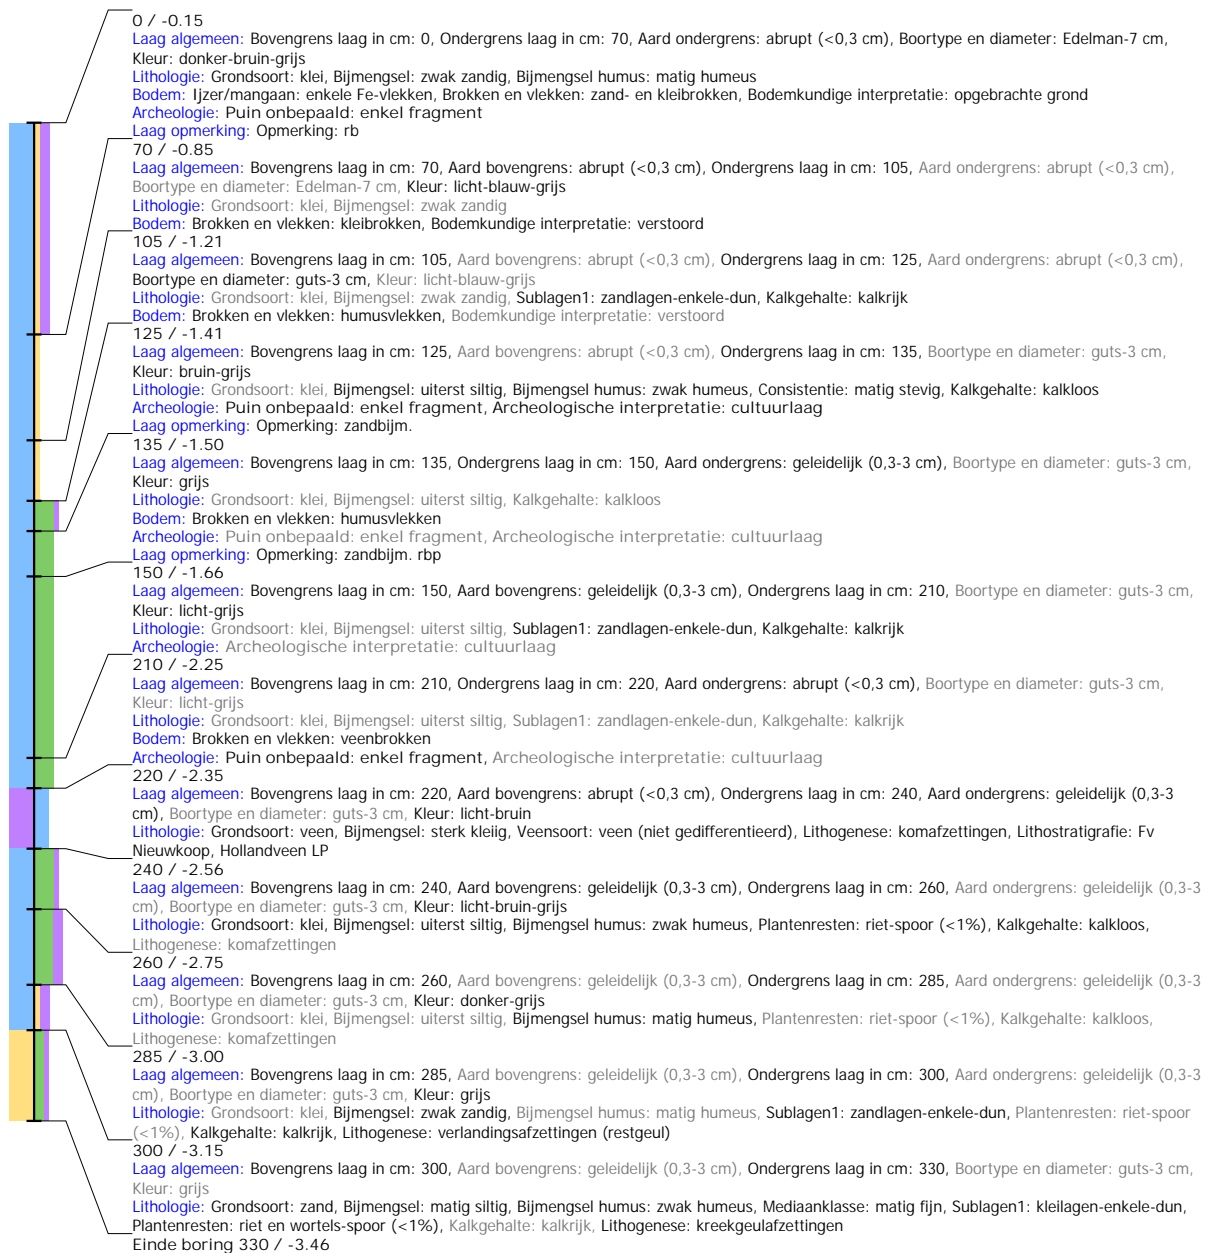 0 / -0.15
Laag algemeen: Bovengrens laag in cm: 0, Ondergrens laag in cm: 70, Aard ondergrens: abrupt (<0,3 cm), Boortype en diameter: Edelman-7 cm,
Kleur: donker-bruin-grijs
Lithologie: Grondsoort: klei, Bijmengsel: zwak zandig, Bijmengsel humus: matig humeus
Bodem: Ijzer/mangaan: enkele Fe-vlekken, Brokken en vlekken: zand- en kleibrokken, Bodemkundige interpretatie: opgebrachte grond
Archeologie: Puin onbepaald: enkel fragment
Laag opmerking: Opmerking: rb
70 / -0.85
Laag algemeen: Bovengrens laag in cm: 70, Aard bovengrens: abrupt (<0,3 cm), Ondergrens laag in cm: 105, Aard ondergrens: abrupt (<0,3 cm),
Boortype en diameter: Edelman-7 cm, Kleur: licht-blauw-grijs
Lithologie: Grondsoort: klei, Bijmengsel: zwak zandig
Bodem: Brokken en vlekken: kleibrokken, Bodemkundige interpretatie: verstoord
105 / -1.21
Laag algemeen: Bovengrens laag in cm: 105, Aard bovengrens: abrupt (<0,3 cm), Ondergrens laag in cm: 125, Aard ondergrens: abrupt (<0,3 cm),
Boortype en diameter: guts-3 cm, Kleur: licht-blauw-grijs
Lithologie: Grondsoort: klei, Bijmengsel: zwak zandig, Sublagen1: zandlagen-enkele-dun, Kalkgehalte: kalkrijk
Bodem: Brokken en vlekken: humusvlekken, Bodemkundige interpretatie: verstoord
125 / -1.41
Laag algemeen: Bovengrens laag in cm: 125, Aard bovengrens: abrupt (<0,3 cm), Ondergrens laag in cm: 135, Boortype en diameter: guts-3 cm,
Kleur: bruin-grijs
Lithologie: Grondsoort: klei, Bijmengsel: uiterst siltig, Bijmengsel humus: zwak humeus, Consistentie: matig stevig, Kalkgehalte: kalkloos
Archeologie: Puin onbepaald: enkel fragment, Archeologische interpretatie: cultuurlaag
Laag opmerking: Opmerking: zandbijm.
135 / -1.50
Laag algemeen: Bovengrens laag in cm: 135, Ondergrens laag in cm: 150, Aard ondergrens: geleidelijk (0,3-3 cm), Boortype en diameter: guts-3 cm,
Kleur: grijs
Lithologie: Grondsoort: klei, Bijmengsel: uiterst siltig, Kalkgehalte: kalkloos
Bodem: Brokken en vlekken: humusvlekken
Archeologie: Puin onbepaald: enkel fragment, Archeologische interpretatie: cultuurlaag
Laag opmerking: Opmerking: zandbijm. rbp
150 / -1.66
Laag algemeen: Bovengrens laag in cm: 150, Aard bovengrens: geleidelijk (0,3-3 cm), Ondergrens laag in cm: 210, Boortype en diameter: guts-3 cm,
Kleur: licht-grijs
Lithologie: Grondsoort: klei, Bijmengsel: uiterst siltig, Sublagen1: zandlagen-enkele-dun, Kalkgehalte: kalkrijk
Archeologie: Archeologische interpretatie: cultuurlaag
210 / -2.25
Laag algemeen: Bovengrens laag in cm: 210, Ondergrens laag in cm: 220, Aard ondergrens: abrupt (<0,3 cm), Boortype en diameter: guts-3 cm,
Kleur: licht-grijs
Lithologie: Grondsoort: klei, Bijmengsel: uiterst siltig, Sublagen1: zandlagen-enkele-dun, Kalkgehalte: kalkrijk
Bodem: Brokken en vlekken: veenbrokken
Archeologie: Puin onbepaald: enkel fragment, Archeologische interpretatie: cultuurlaag
220 / -2.35
Laag algemeen: Bovengrens laag in cm: 220, Aard bovengrens: abrupt (<0,3 cm), Ondergrens laag in cm: 240, Aard ondergrens: geleidelijk (0,3-3
cm), Boortype en diameter: guts-3 cm, Kleur: licht-bruin
Lithologie: Grondsoort: veen, Bijmengsel: sterk kleiig, Veensoort: veen (niet gedifferentieerd), Lithogenese: komafzettingen, Lithostratigrafie: Fv
Nieuwkoop, Hollandveen LP
240 / -2.56
Laag algemeen: Bovengrens laag in cm: 240, Aard bovengrens: geleidelijk (0,3-3 cm), Ondergrens laag in cm: 260, Aard ondergrens: geleidelijk (0,3-3
cm), Boortype en diameter: guts-3 cm, Kleur: licht-bruin-grijs
Lithologie: Grondsoort: klei, Bijmengsel: uiterst siltig, Bijmengsel humus: zwak humeus, Plantenresten: riet-spoor (<1%), Kalkgehalte: kalkloos,
Lithogenese: komafzettingen
260 / -2.75
Laag algemeen: Bovengrens laag in cm: 260, Aard bovengrens: geleidelijk (0,3-3 cm), Ondergrens laag in cm: 285, Aard ondergrens: geleidelijk (0,3-3
cm), Boortype en diameter: guts-3 cm, Kleur: donker-grijs
Lithologie: Grondsoort: klei, Bijmengsel: uiterst siltig, Bijmengsel humus: matig humeus, Plantenresten: riet-spoor (<1%), Kalkgehalte: kalkloos,
Lithogenese: komafzettingen
285 / -3.00
Laag algemeen: Bovengrens laag in cm: 285, Aard bovengrens: geleidelijk (0,3-3 cm), Ondergrens laag in cm: 300, Aard ondergrens: geleidelijk (0,3-3
cm), Boortype en diameter: guts-3 cm, Kleur: grijs
Lithologie: Grondsoort: klei, Bijmengsel: zwak zandig, Bijmengsel humus: matig humeus, Sublagen1: zandlagen-enkele-dun, Plantenresten: riet-spoor
(<1%), Kalkgehalte: kalkrijk, Lithogenese: verlandingsafzettingen (restgeul)
300 / -3.15
Laag algemeen: Bovengrens laag in cm: 300, Aard bovengrens: geleidelijk (0,3-3 cm), Ondergrens laag in cm: 330, Boortype en diameter: guts-3 cm,
Kleur: grijs
Lithologie: Grondsoort: zand, Bijmengsel: matig siltig, Bijmengsel humus: zwak humeus, Mediaanklasse: matig fijn, Sublagen1: kleilagen-enkele-dun,
Plantenresten: riet en wortels-spoor (<1%), Kalkgehalte: kalkrijk, Lithogenese: kreekgeulafzettingen
Einde boring 330 / -3.46